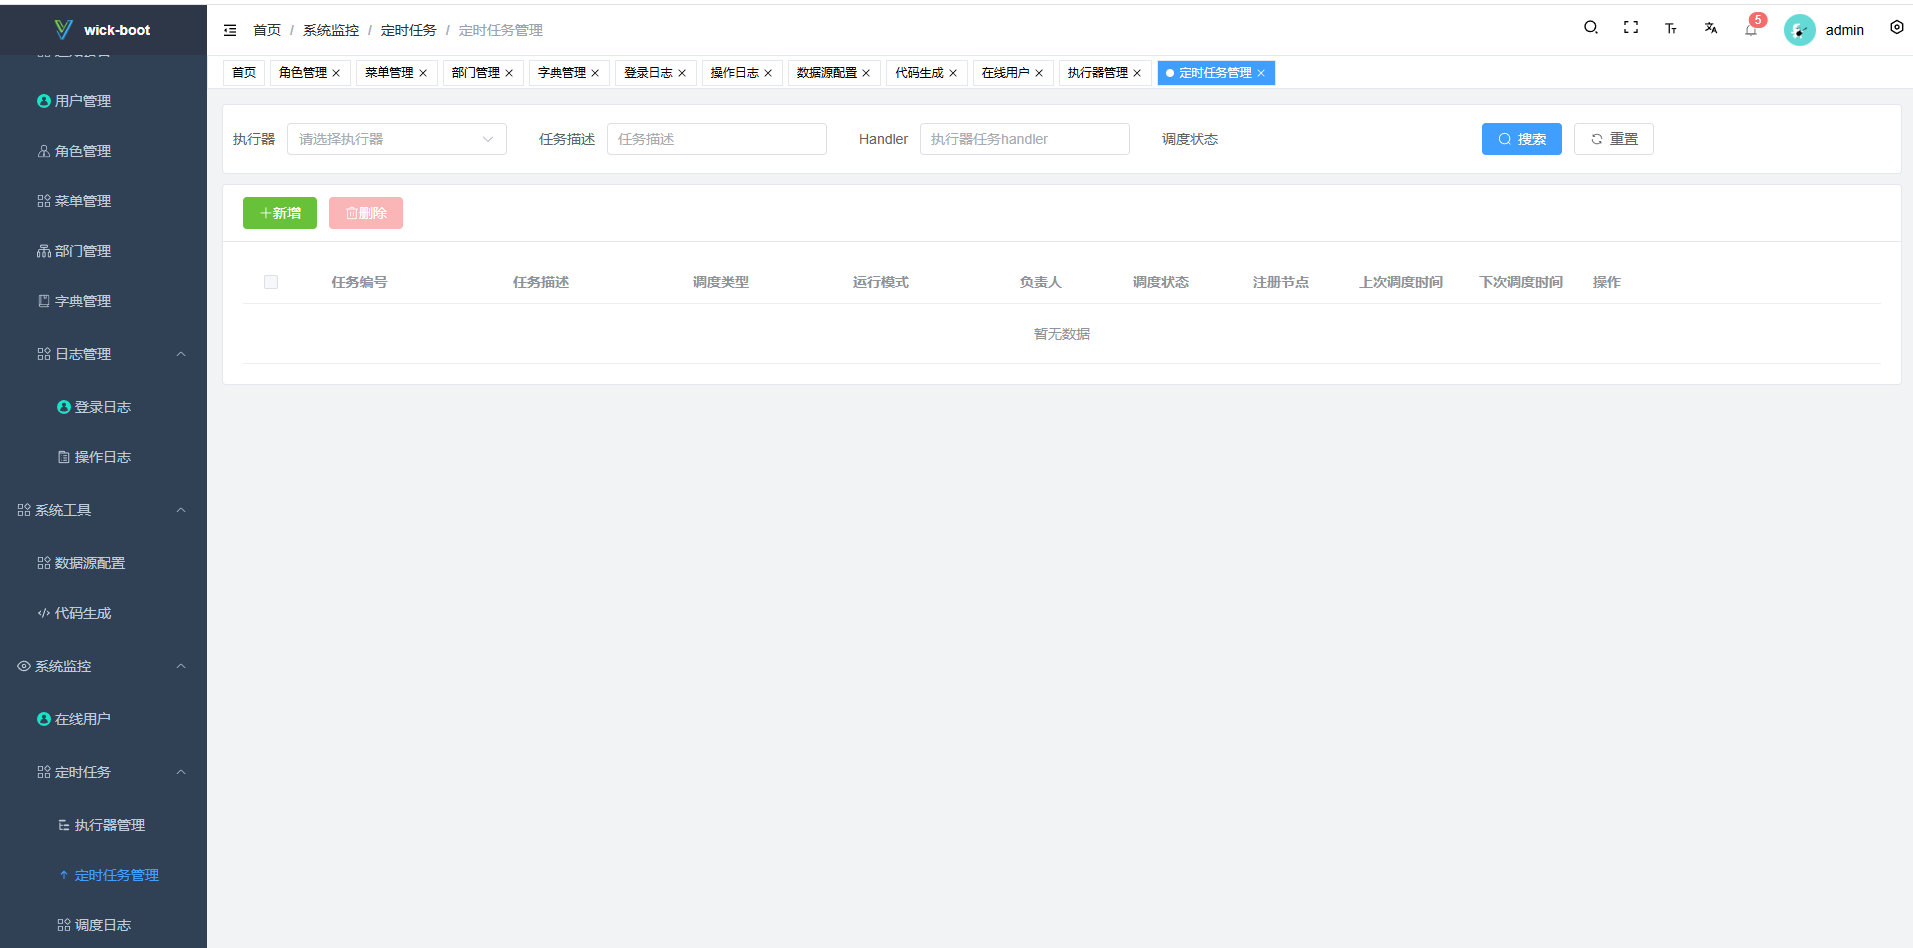 wick-boot
用户管理
角色管理
菜单管理
部门管理
字典管理
日志管理
登录日志
操作日志
系统工具
数据源配置
代码生成
系统监控
在线用户
定时任务
执行器管理
定时任务管理
调度日志
首页 / 系统监控 / 定时任务 / 定时任务管理
5
admin
首页 角色管理 菜单管理 部门管理 字典管理 登录日志 操作日志 数据源配置 代码生成 在线用户 执行器管理 定时任务管理
执行器 请选择执行器 任务描述 任务描述 Handler 执行器任务handler 调度状态 搜索 重置
新增 删除
任务编号 任务描述 调度类型 运行模式 负责人 调度状态 注册节点 上次调度时间 下次调度时间 操作
暂无数据